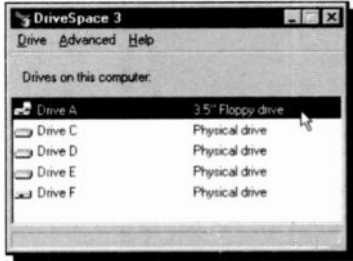 DriveSpace 3
Drive Advanced Help
Drives on this computer:
Drive A 3.5" Floppy drive
Drive C Physical drive
Drive D Physical drive
Drive E Physical drive
Drive F Physical drive